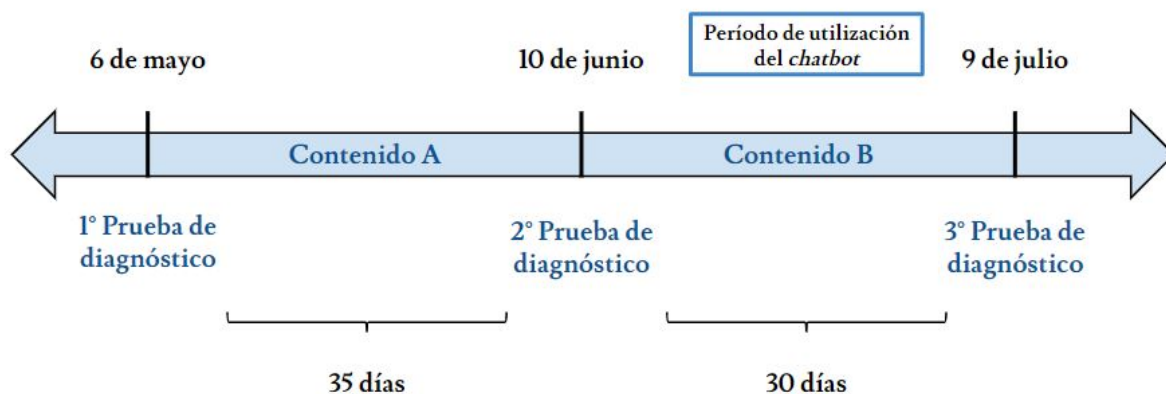 Período de utilización
del chatbot
6 de mayo
10 de junio
9 de julio
Contenido A
Contenido B
1° Prueba de
diagnóstico
2° Prueba de
diagnóstico
3° Prueba de
diagnóstico
35 días
30 días